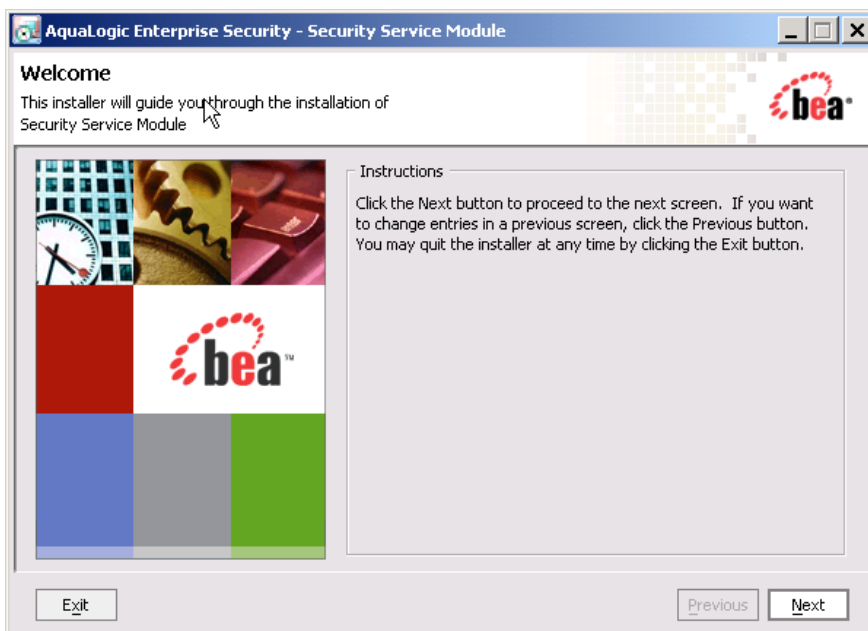 AquaLogic Enterprise Security - Security Service Module
Welcome
This installer will guide you through the installation of
Security Service Module
bea
Instructions
Click the Next button to proceed to the next screen. If you want
to change entries in a previous screen, click the Previous button.
You may quit the installer at any time by clicking the Exit button.
bea™
Exit
Previous
Next